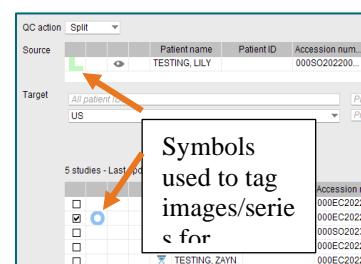 QC action Split
Source Patient name Patient ID Accession num...
TESTING, LILY 000SO202200...
Target All patient
US
Symbols
used to tag
images/serie
s for
5 studies - Last
Accession
000EC2022
000EC2022
000SO2023
000EC2022
TESTING, ZAYN 000EC2022